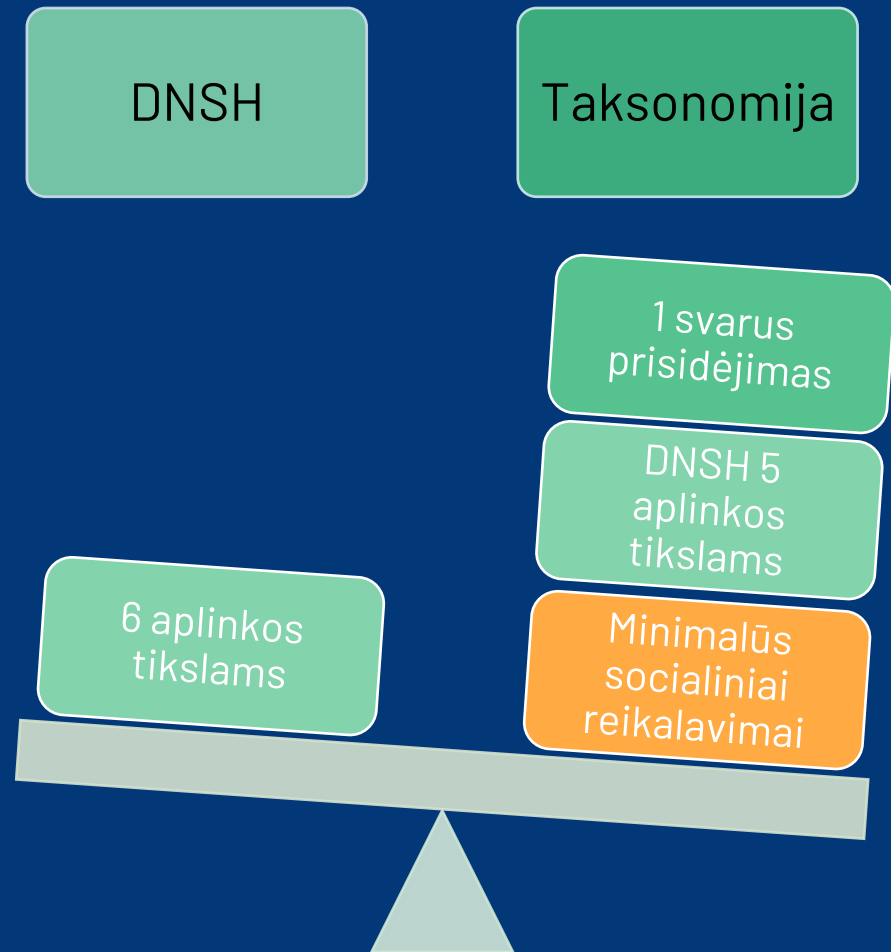 DNSH
Taksonomija
1 svarus
prisidėjimas
DNSH 5
aplinkos
tikslams
6 aplinkos
tikslams
Minimalūs
socialiniai
reikalavimai